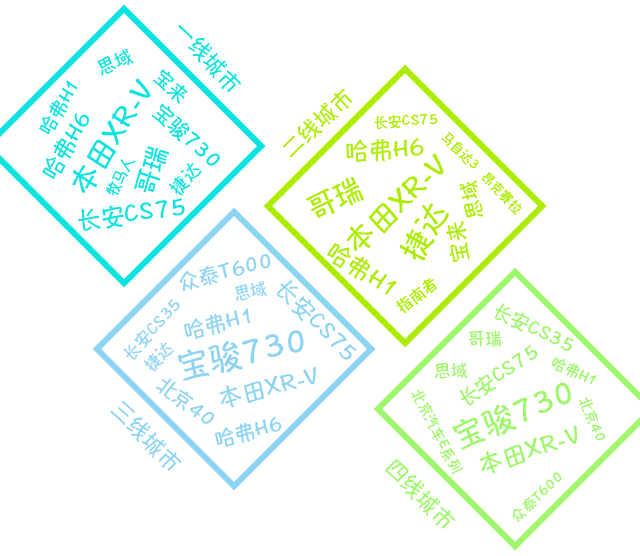 一线城市
思域
宝来
哈弗H1
宝骏730
哈弗H6
本田XR-V
牧马人
哥瑞
捷达
长安CS75
二线城市
长安CS75
马自达3
哈弗H6
昂克赛拉
哥瑞
本田XR-V
思域
捷达
宝来
哈弗H1
指南者
众泰T600
思域
长安CS35
长安CS75
哈弗H1
捷达
宝骏730
北京40
本田XR-V
哈弗H6
三线城市
长安CS35
哥瑞
长安CS75
思域
哈弗H1
宝骏730
北京40
北京汽车E系列
本田XR-V
众泰T600
四线城市